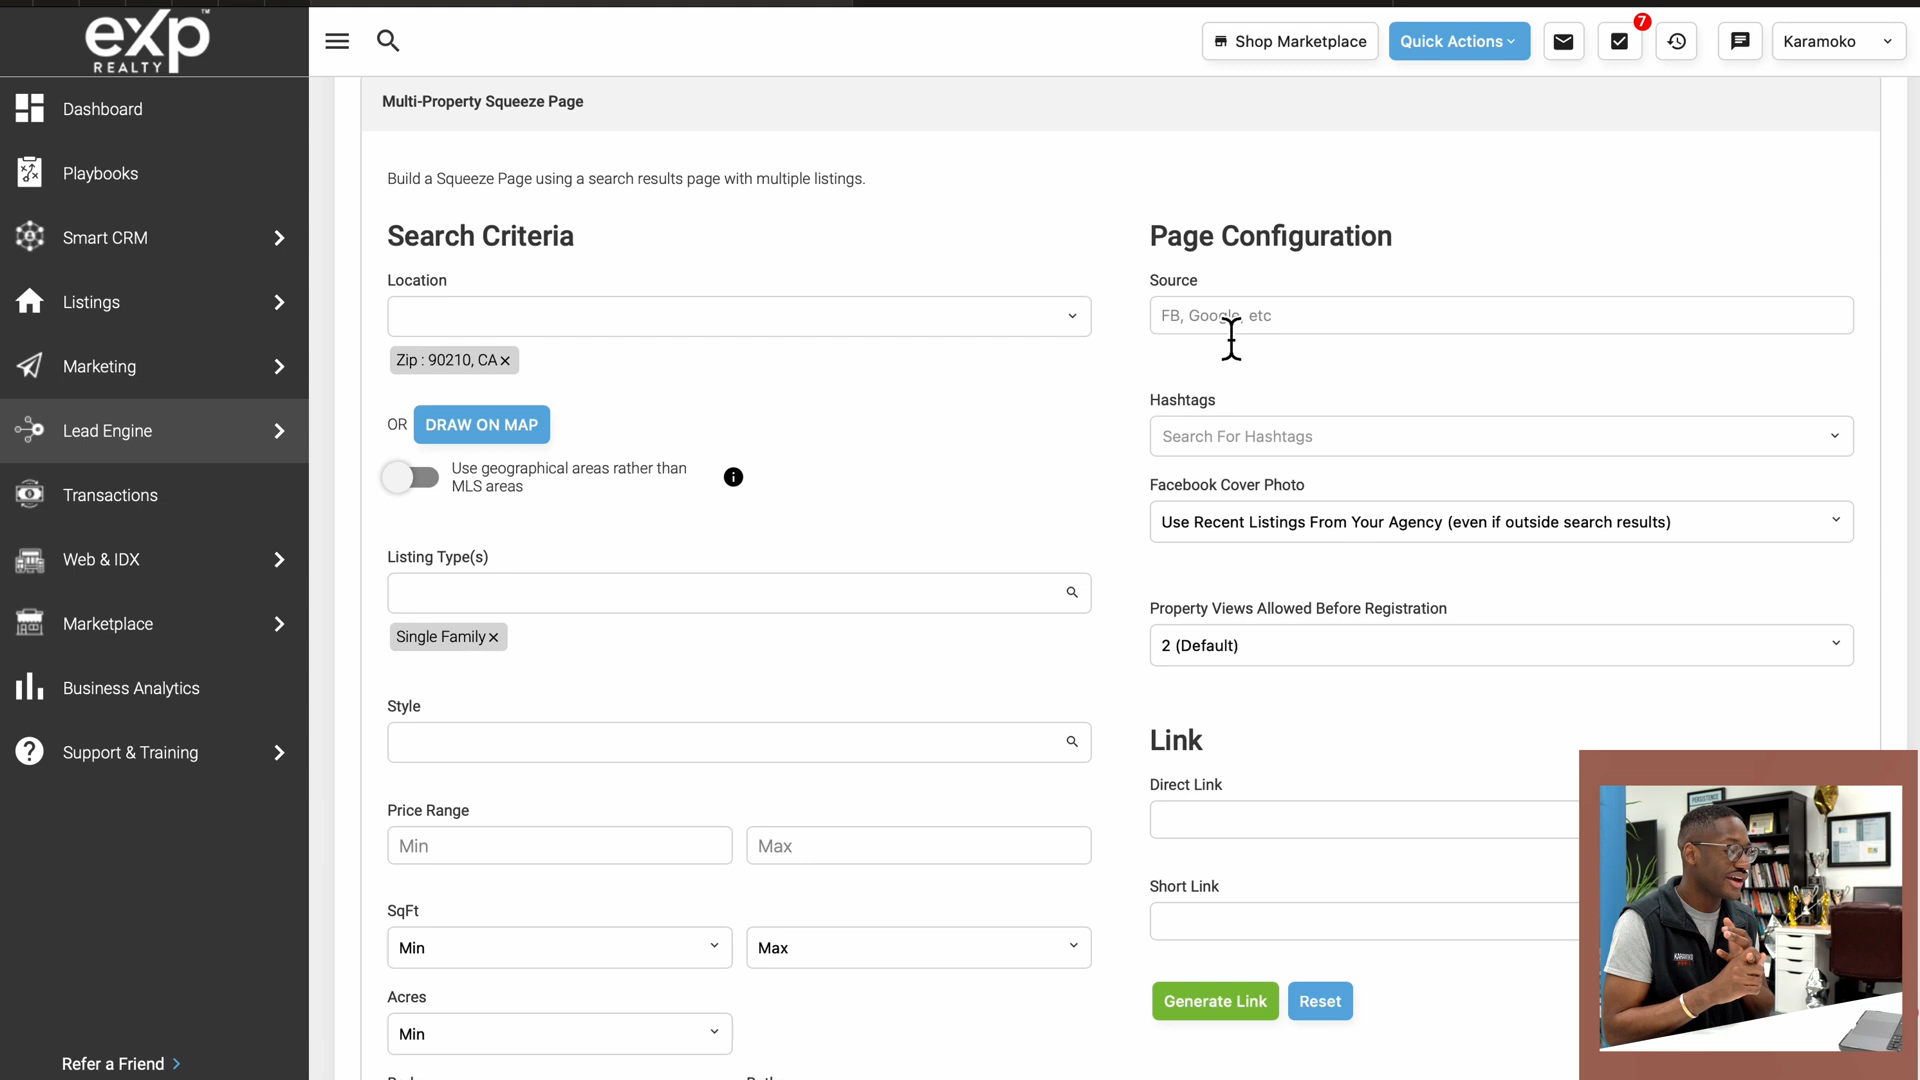 eXp™
REALTY
Shop Marketplace
Quick Actions
7
Karamoko
Dashboard
Playbooks
Smart CRM
Listings
Marketing
Lead Engine
Transactions
Web & IDX
Marketplace
Business Analytics
Support & Training
Refer a Friend
Multi-Property Squeeze Page
Build a Squeeze Page using a search results page with multiple listings.
Search Criteria
Location
Zip : 90210, CA
OR DRAW ON MAP
Use geographical areas rather than
MLS areas
Listing Type(s)
Single Family
Style
Price Range
Min Max
SqFt
Min Max
Acres
Min
Page Configuration
Source
FB, Google, etc
Hashtags
Search For Hashtags
Facebook Cover Photo
Use Recent Listings From Your Agency (even if outside search results)
Property Views Allowed Before Registration
2 (Default)
Link
Direct Link
Short Link
Generate Link Reset
PERSISTENCE
KARAMOKO